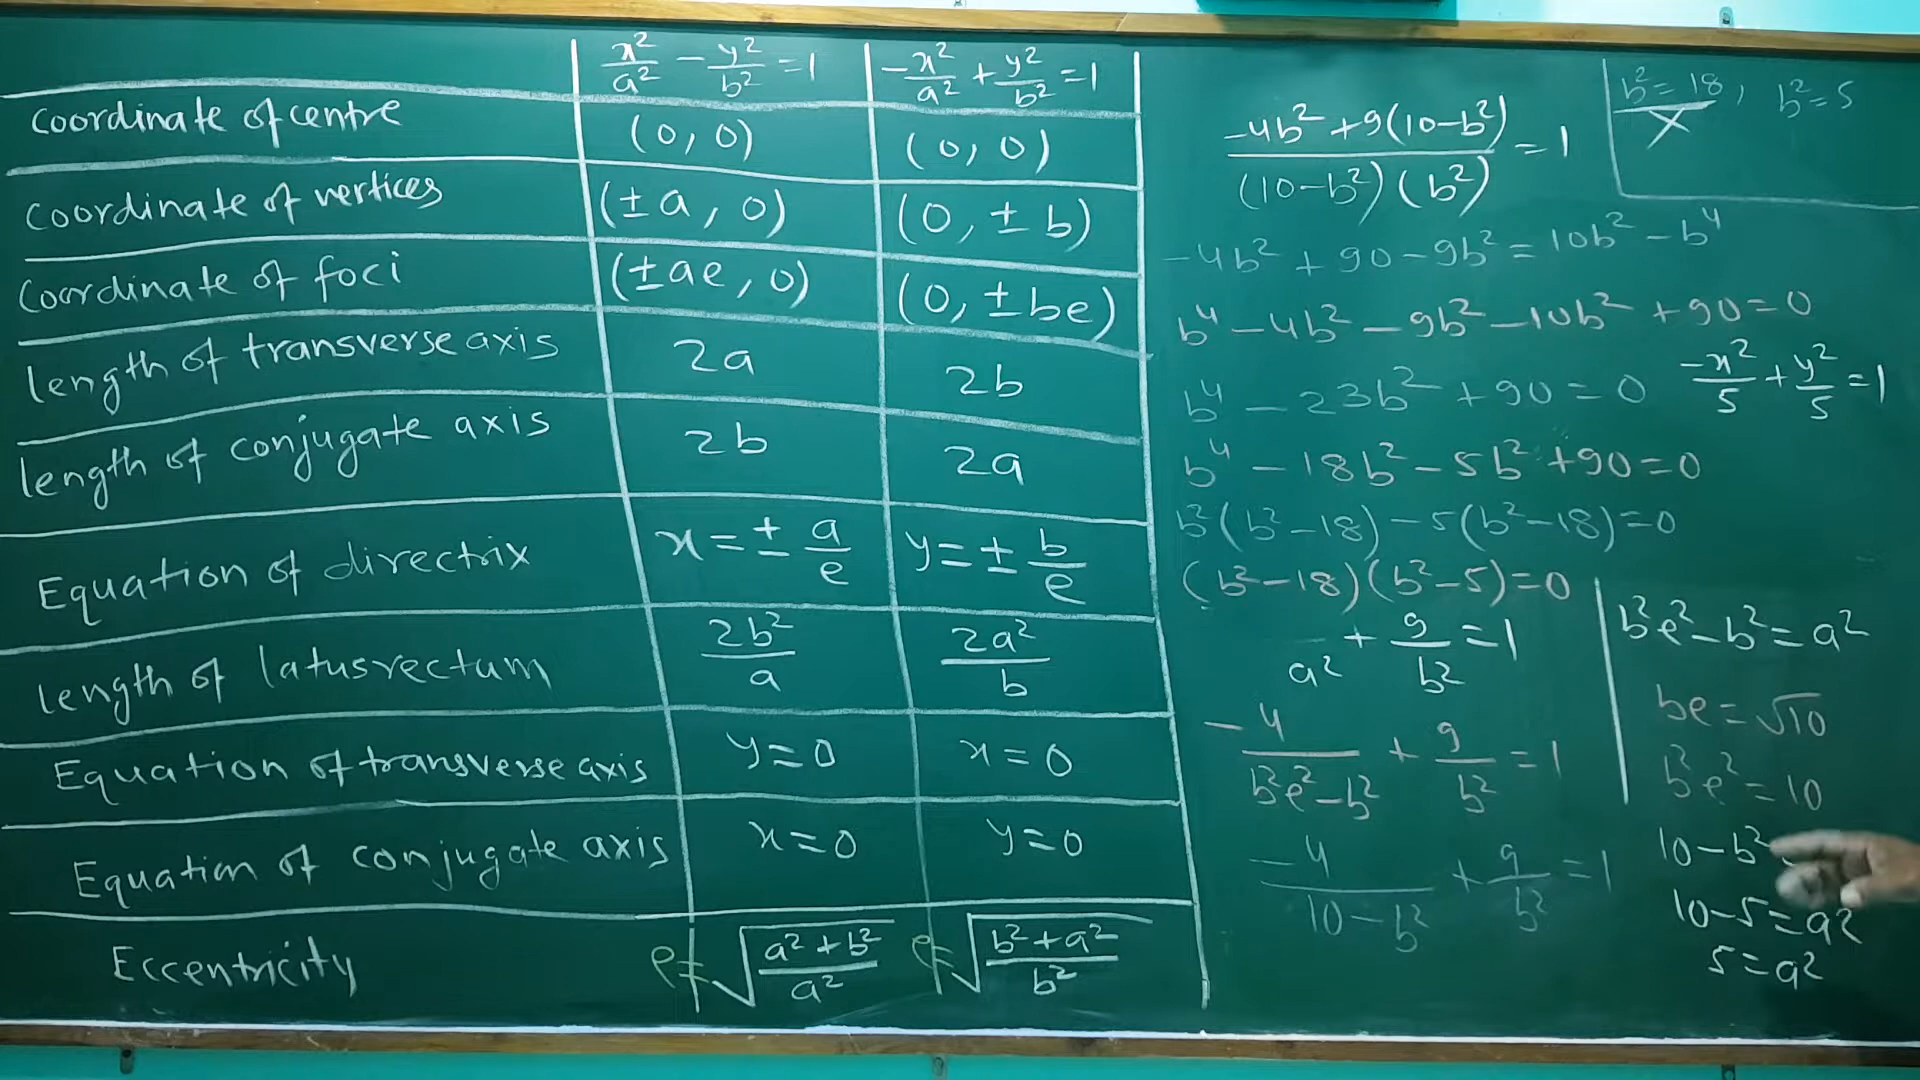 x²/a² - y²/b² = 1
-x²/a² + y²/b² = 1
coordinate of centre (0, 0) (0, 0)
coordinate of vertices (±a, 0) (0, ±b)
coordinate of foci (±ae, 0) (0, ±be)
length of transverse axis 2a 2b
length of conjugate axis 2b 2a
Equation of directrix x = ± a/e y = ± b/e
length of latusrectum 2b²/a 2a²/b
Equation of transverse axis y = 0 x = 0
Equation of conjugate axis x = 0 y = 0
Eccentricity e = √((a² + b²)/a²) e = √((b² + a²)/b²)
(-4b² + 9(10 - b²))/((10 - b²)(b²)) = 1
-4b² + 90 - 9b² = 10b² - b⁴
b⁴ - 4b² - 9b² - 10b² + 90 = 0
b⁴ - 23b² + 90 = 0
b⁴ - 18b² - 5b² + 90 = 0
b²(b² - 18) - 5(b² - 18) = 0
(b² - 18)(b² - 5) = 0
a² + 9/b² = 1
-4/(b²e² - b²) + 9/b² = 1
-4/(10 - b²) + 9/b² = 1
b² = 18, b² = 5
X
-x²/5 + y²/5 = 1
b²e² - b² = a²
be = √10
b²e² = 10
10 - b²
10 - 5 = a²
5 = a²